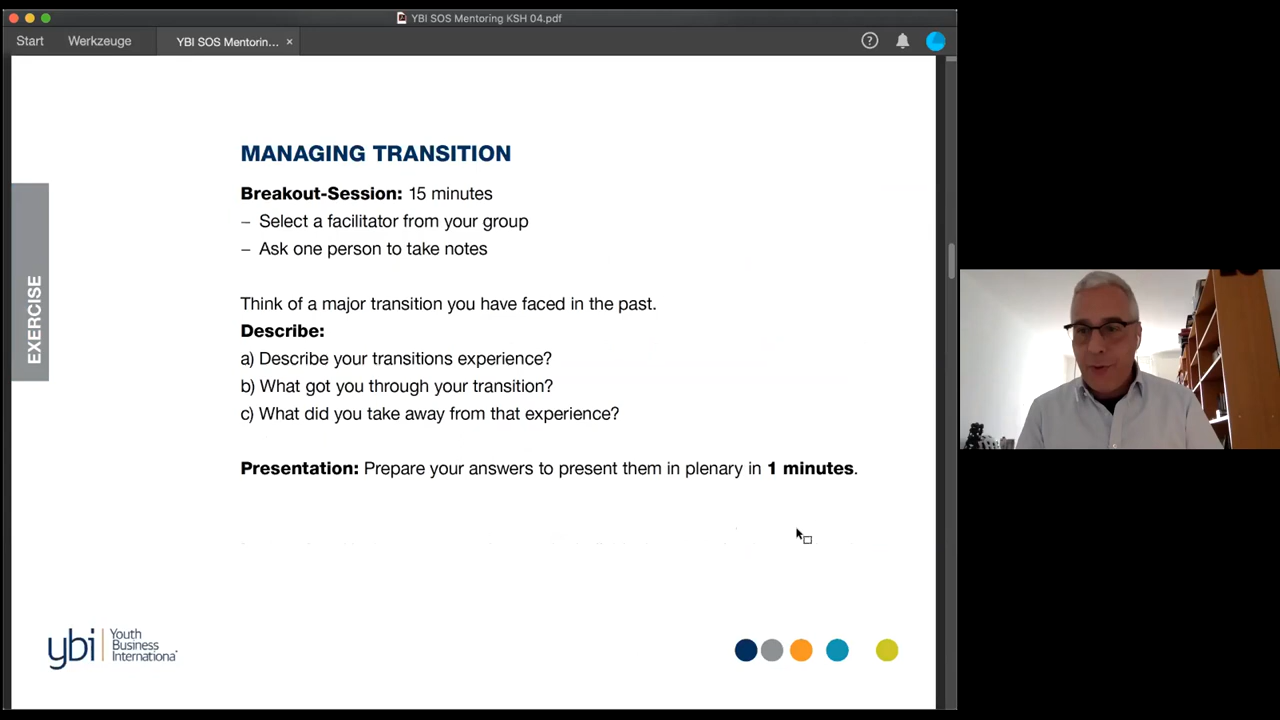 YBI SOS Mentoring KSH 04.pdf
Start Werkzeuge YBI SOS Mentorin... ×
MANAGING TRANSITION
Breakout-Session: 15 minutes
– Select a facilitator from your group
– Ask one person to take notes
EXERCISE
Think of a major transition you have faced in the past.
Describe:
a) Describe your transitions experience?
b) What got you through your transition?
c) What did you take away from that experience?
Presentation: Prepare your answers to present them in plenary in 1 minutes.
ybi
Youth
Business
International